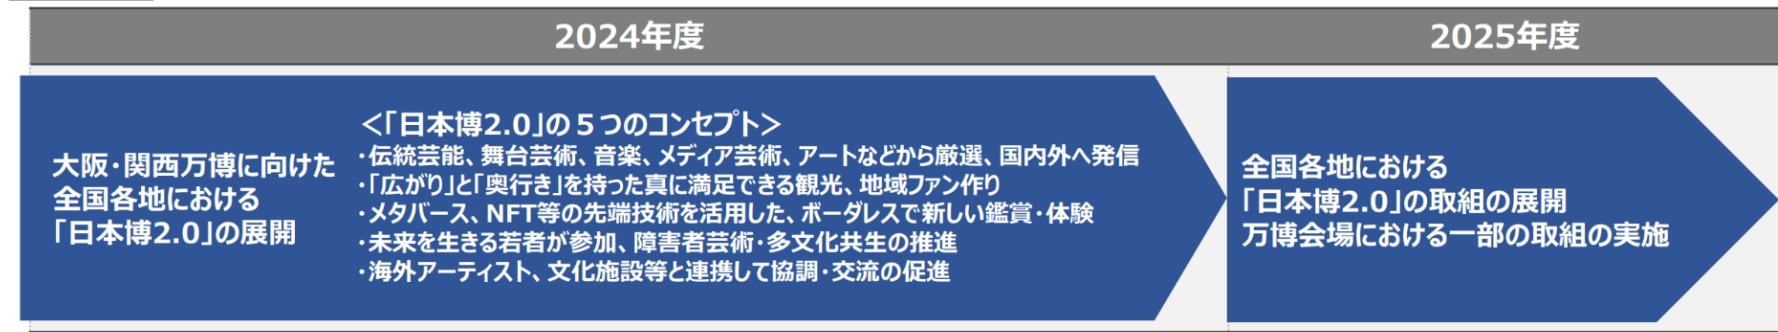 2024年度
2025年度
大阪・関西万博に向けた
全国各地における
「日本博2.0」の展開
＜「日本博2.0」の５つのコンセプト＞
・伝統芸能、舞台芸術、音楽、メディア芸術、アートなどから厳選、国内外へ発信
・「広がり」と「奥行き」を持った真に満足できる観光、地域ファン作り
・メタバース、NFT等の先端技術を活用した、ボーダレスで新しい鑑賞・体験
・未来を生きる若者が参加、障害者芸術・多文化共生の推進
・海外アーティスト、文化施設等と連携して協調・交流の促進
全国各地における
「日本博2.0」の取組の展開
万博会場における一部の取組の実施